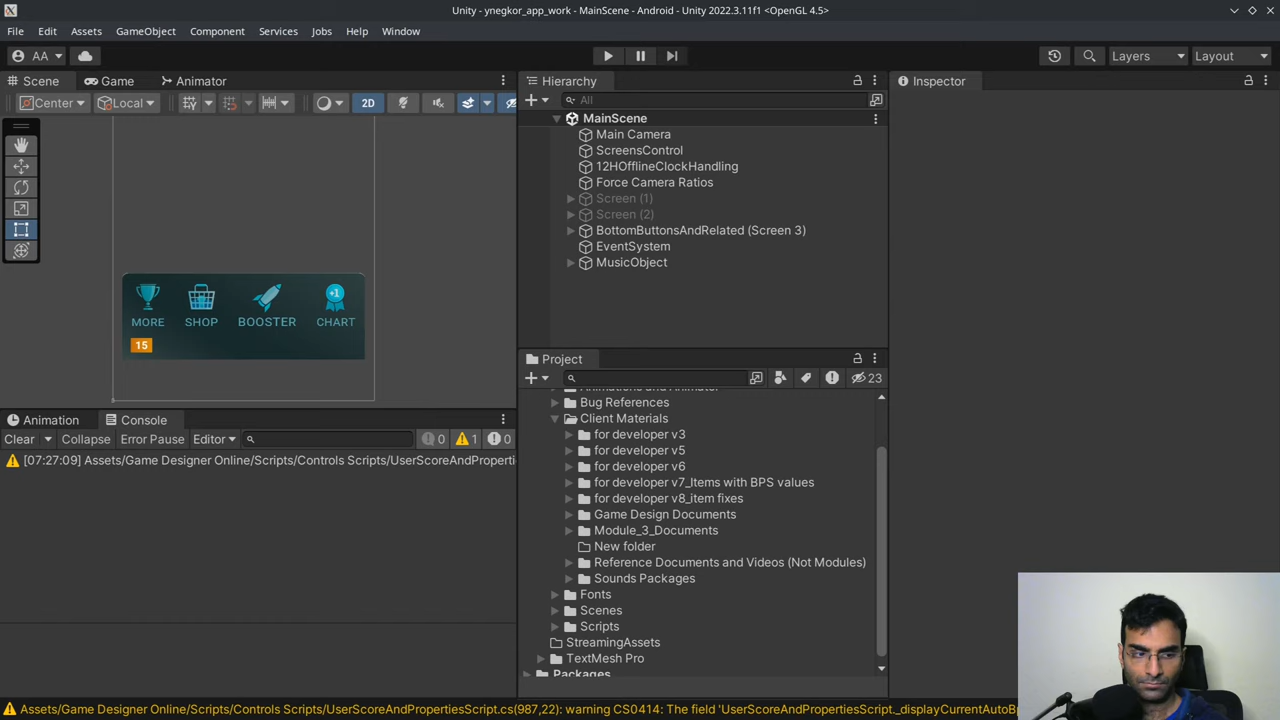 Unity - ynegkor_app_work - MainScene - Android - Unity 2022.3.11f1 <OpenGL 4.5>
File Edit Assets GameObject Component Services Jobs Help Window
AA Layers Layout
Scene Game Animator
Center Local 2D
MORE SHOP BOOSTER CHART
+1
15
Animation Console
Clear Collapse Error Pause Editor 0 1 0
[07:27:09] Assets/Game Designer Online/Scripts/Controls Scripts/UserScoreAndProperti
Hierarchy
All
MainScene
Main Camera
ScreensControl
12HOfflineClockHandling
Force Camera Ratios
Screen (1)
Screen (2)
BottomButtonsAndRelated (Screen 3)
EventSystem
MusicObject
Project
23
Animations and Animator
Bug References
Client Materials
for developer v3
for developer v5
for developer v6
for developer v7_Items with BPS values
for developer v8_item fixes
Game Design Documents
Module_3_Documents
New folder
Reference Documents and Videos (Not Modules)
Sounds Packages
Fonts
Scenes
Scripts
StreamingAssets
TextMesh Pro
Packages
Inspector
Assets/Game Designer Online/Scripts/Controls Scripts/UserScoreAndPropertiesScript.cs(987,22): warning CS0414: The field 'UserScoreAndPropertiesScript._displayCurrentAutoB